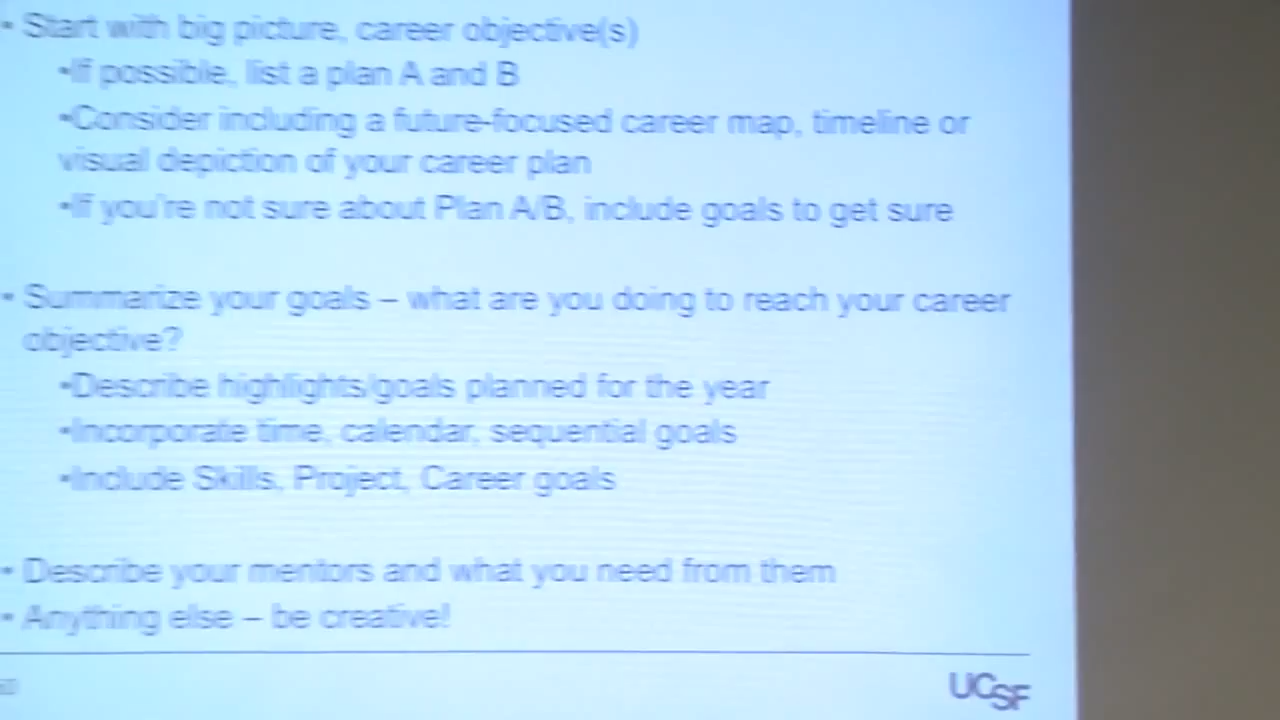 • Start with big picture, career objective(s)
•If possible, list a plan A and B
•Consider including a future-focused career map, timeline or
visual depiction of your career plan
•If you're not sure about Plan A/B, include goals to get sure
• Summarize your goals – what are you doing to reach your career
objective?
•Describe highlights/goals planned for the year
•Incorporate time, calendar, sequential goals
•Include Skills, Project, Career goals
• Describe your mentors and what you need from them
• Anything else – be creative!
UCSF